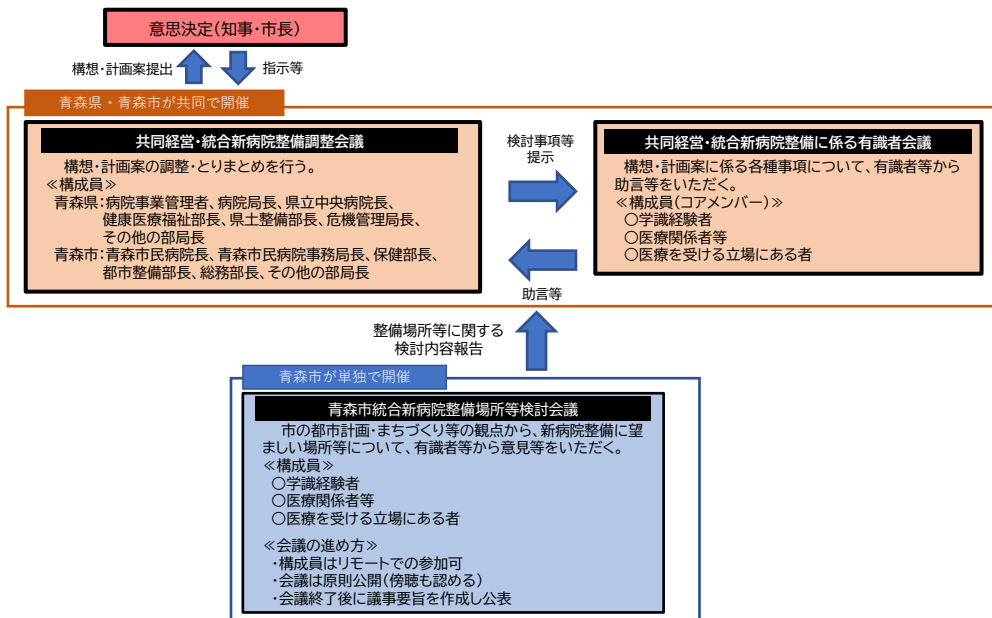 意思決定(知事・市長)
構想・計画案提出
指示等
青森県・青森市が共同で開催
共同経営・統合新病院整備調整会議
構想・計画案の調整・とりまとめを行う。
≪構成員≫
青森県:病院事業管理者、病院局長、県立中央病院長、
健康医療福祉部長、県土整備部長、危機管理局長、
その他の部局長
青森市:青森市民病院長、青森市民病院事務局長、保健部長、
都市整備部長、総務部長、その他の部局長
検討事項等
提示
助言等
共同経営・統合新病院整備に係る有識者会議
構想・計画案に係る各種事項について、有識者等から
助言等をいただく。
≪構成員(コアメンバー)≫
○学識経験者
○医療関係者等
○医療を受ける立場にある者
整備場所等に関する
検討内容報告
青森市が単独で開催
青森市統合新病院整備場所等検討会議
市の都市計画・まちづくり等の観点から、新病院整備に望
ましい場所等について、有識者等から意見等をいただく。
≪構成員≫
○学識経験者
○医療関係者等
○医療を受ける立場にある者
≪会議の進め方≫
・構成員はリモートでの参加可
・会議は原則公開(傍聴も認める)
・会議終了後に議事要旨を作成し公表